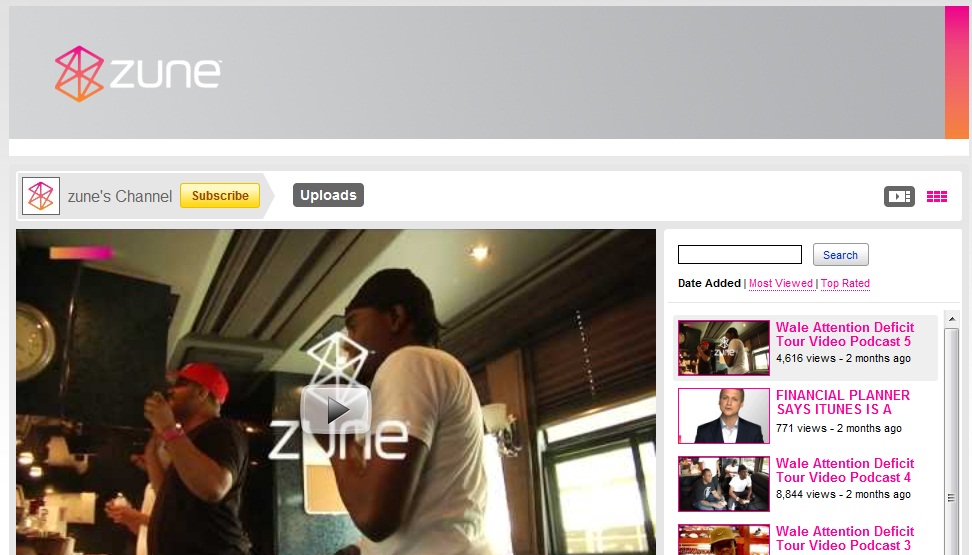 zune™
zune's Channel
Subscribe
Uploads
zune
Search
Date Added | Most Viewed | Top Rated
zune
Wale Attention Deficit
Tour Video Podcast 5
4,616 views - 2 months ago
FINANCIAL PLANNER
SAYS ITUNES IS A
771 views - 2 months ago
Wale Attention Deficit
Tour Video Podcast 4
8,844 views - 2 months ago
Wale Attention Deficit
Tour Video Podcast 3